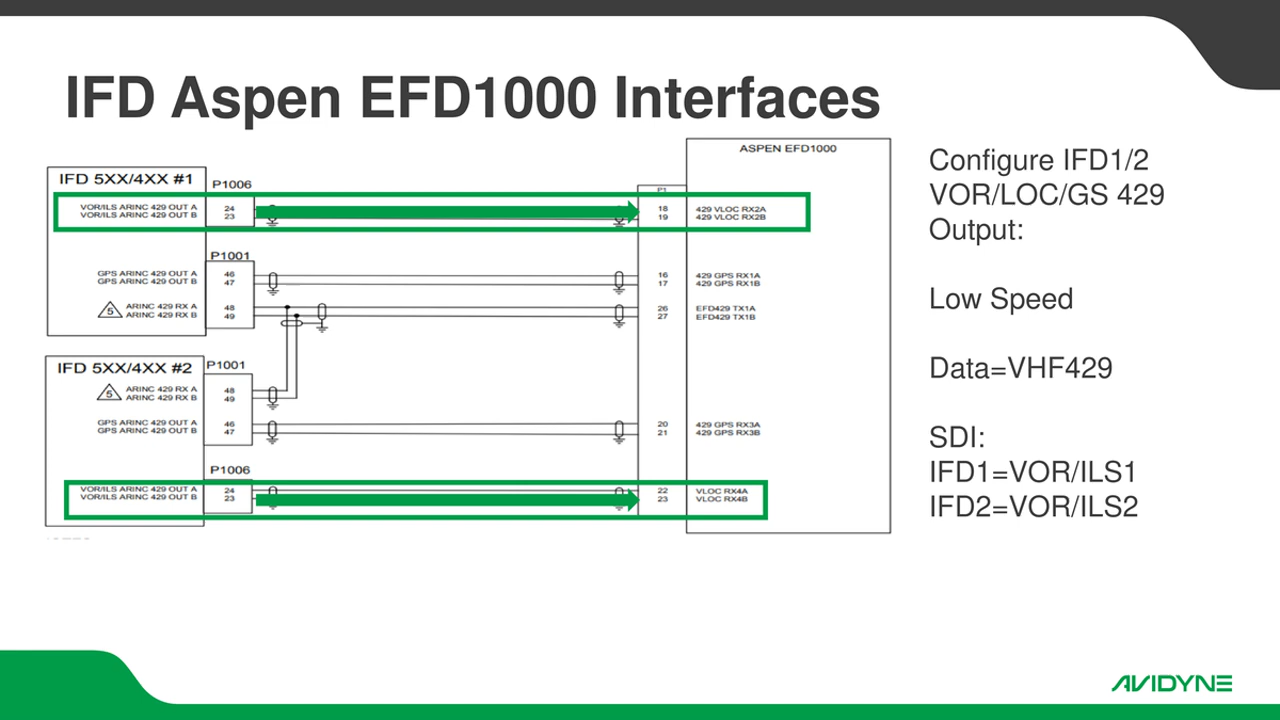 IFD Aspen EFD1000 Interfaces
ASPEN EFD1000
IFD 5XX/4XX #1
P1006
P1
VOR/ILS ARINC 429 OUT A 24 18 429 VLOC RX2A
VOR/ILS ARINC 429 OUT B 23 19 429 VLOC RX2B
P1001
GPS ARINC 429 OUT A 46 16 429 GPS RX1A
GPS ARINC 429 OUT B 47 17 429 GPS RX1B
5
ARINC 429 RX A 48 26 EFD429 TX1A
ARINC 429 RX B 49 27 EFD429 TX1B
IFD 5XX/4XX #2
P1001
5
ARINC 429 RX A 48
ARINC 429 RX B 49
GPS ARINC 429 OUT A 46 20 429 GPS RX3A
GPS ARINC 429 OUT B 47 21 429 GPS RX3B
P1006
VOR/ILS ARINC 429 OUT A 24 22 VLOC RX4A
VOR/ILS ARINC 429 OUT B 23 23 VLOC RX4B
Configure IFD1/2
VOR/LOC/GS 429
Output:
Low Speed
Data=VHF429
SDI:
IFD1=VOR/ILS1
IFD2=VOR/ILS2
AVIDYNE